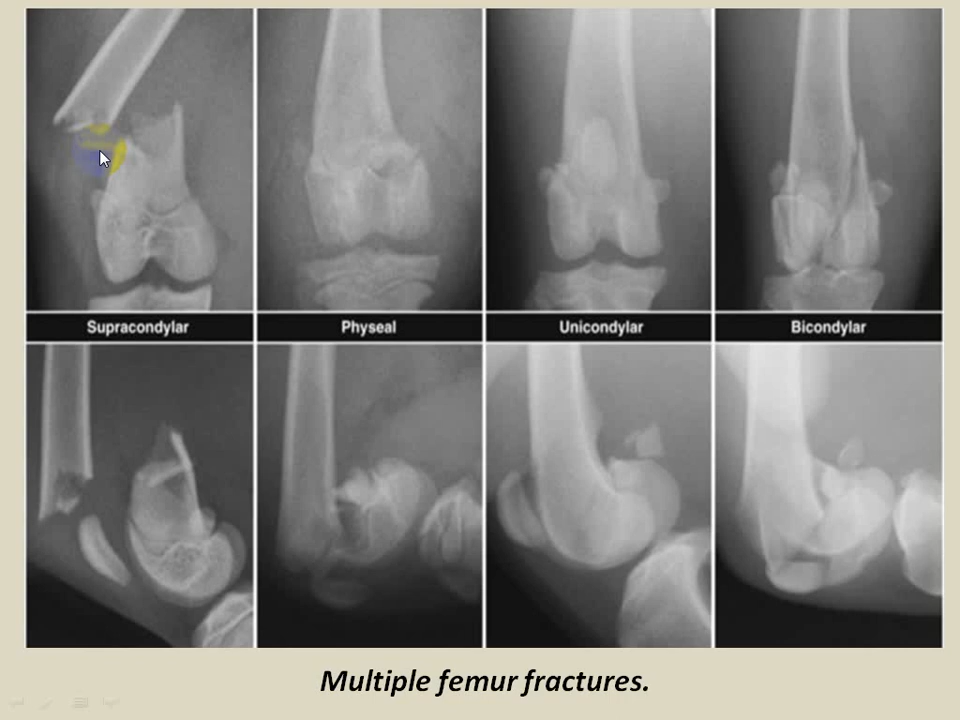 Supracondylar
Physeal
Unicondylar
Bicondylar
Multiple femur fractures.